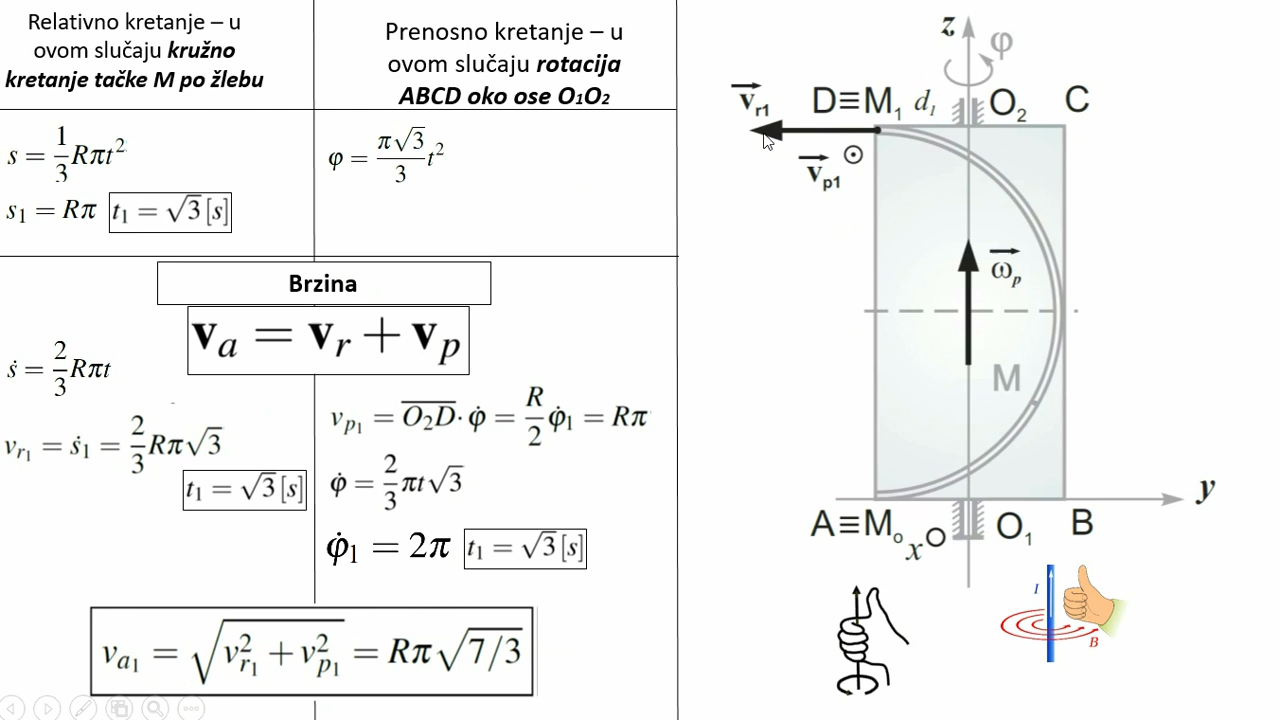 Relativno kretanje – u
ovom slučaju kružno
kretanje tačke M po žlebu
Prenosno kretanje – u
ovom slučaju rotacija
ABCD oko ose O₁O₂
s = 1/3 Rπt²
s₁ = Rπ t₁ = √3 [s]
φ = π√3/3 t²
Brzina
v_a = v_r + v_p
ṡ = 2/3 Rπt
v_r₁ = ṡ₁ = 2/3 Rπ√3
t₁ = √3 [s]
v_p₁ = O₂D · φ̇ = R/2 φ̇₁ = Rπ
φ̇ = 2/3 πt√3
φ̇₁ = 2π t₁ = √3 [s]
v_a₁ = √(v²_r₁ + v²_p₁) = Rπ√7/3
z
φ
v_r1
D≡M₁ d₁ O₂ C
v_p1
ω_p
M
y
A≡M₀ x O O₁ B
I
B